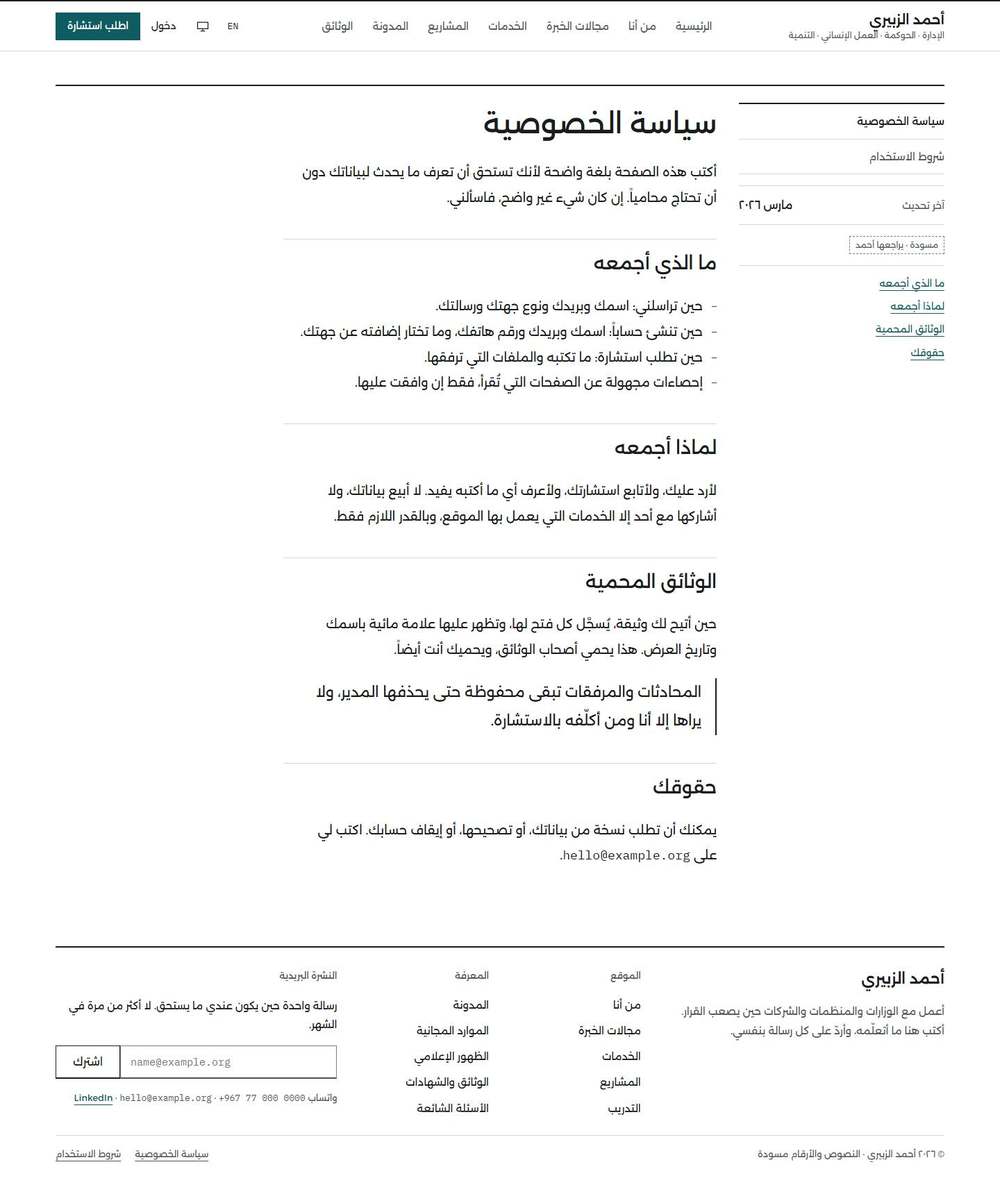 أحمد الزبيري
الإدارة · الحوكمة · العمل الإنساني · التنمية
الرئيسية
من أنا
مجالات الخبرة
الخدمات
المشاريع
المدونة
الوثائق
EN
دخول
اطلب استشارة
سياسة الخصوصية
شروط الاستخدام
آخر تحديث
مارس ٢٠٢٦
مسودة · يراجعها أحمد
ما الذي أجمعه
لماذا أجمعه
الوثائق المحمية
حقوقك
سياسة الخصوصية
أكتب هذه الصفحة بلغة واضحة لأنك تستحق أن تعرف ما يحدث لبياناتك دون
أن تحتاج محامياً. إن كان شيء غير واضح، فاسألني.
ما الذي أجمعه
– حين تراسلني: اسمك وبريدك ونوع جهتك ورسالتك.
– حين تنشئ حساباً: اسمك وبريدك ورقم هاتفك، وما تختار إضافته عن جهتك.
– حين تطلب استشارة: ما تكتبه والملفات التي ترفقها.
– إحصاءات مجهولة عن الصفحات التي تُقرأ، فقط إن وافقت عليها.
لماذا أجمعه
لأرد عليك، ولأتابع استشارتك، ولأعرف أي ما أكتبه يفيد. لا أبيع بياناتك، ولا
أشاركها مع أحد إلا الخدمات التي يعمل بها الموقع، وبالقدر اللازم فقط.
الوثائق المحمية
حين أتيح لك وثيقة، يُسجَّل كل فتح لها، وتظهر عليها علامة مائية باسمك
وتاريخ العرض. هذا يحمي أصحاب الوثائق، ويحميك أنت أيضاً.
المحادثات والمرفقات تبقى محفوظة حتى يحذفها المدير، ولا
يراها إلا أنا ومن أكلّفه بالاستشارة.
حقوقك
يمكنك أن تطلب نسخة من بياناتك، أو تصحيحها، أو إيقاف حسابك. اكتب لي
على hello@example.org.
أحمد الزبيري
أعمل مع الوزارات والمنظمات والشركات حين يصعب القرار.
أكتب هنا ما أتعلّمه، وأردّ على كل رسالة بنفسي.
الموقع
من أنا
مجالات الخبرة
الخدمات
المشاريع
التدريب
المعرفة
المدونة
الموارد المجانية
الظهور الإعلامي
الوثائق والشهادات
الأسئلة الشائعة
النشرة البريدية
رسالة واحدة حين يكون عندي ما يستحق. لا أكثر من مرة في
الشهر.
name@example.org
اشترك
واتساب +967 77 000 0000 · hello@example.org · LinkedIn
© ٢٠٢٦ أحمد الزبيري · النصوص والأرقام مسودة
سياسة الخصوصية
شروط الاستخدام